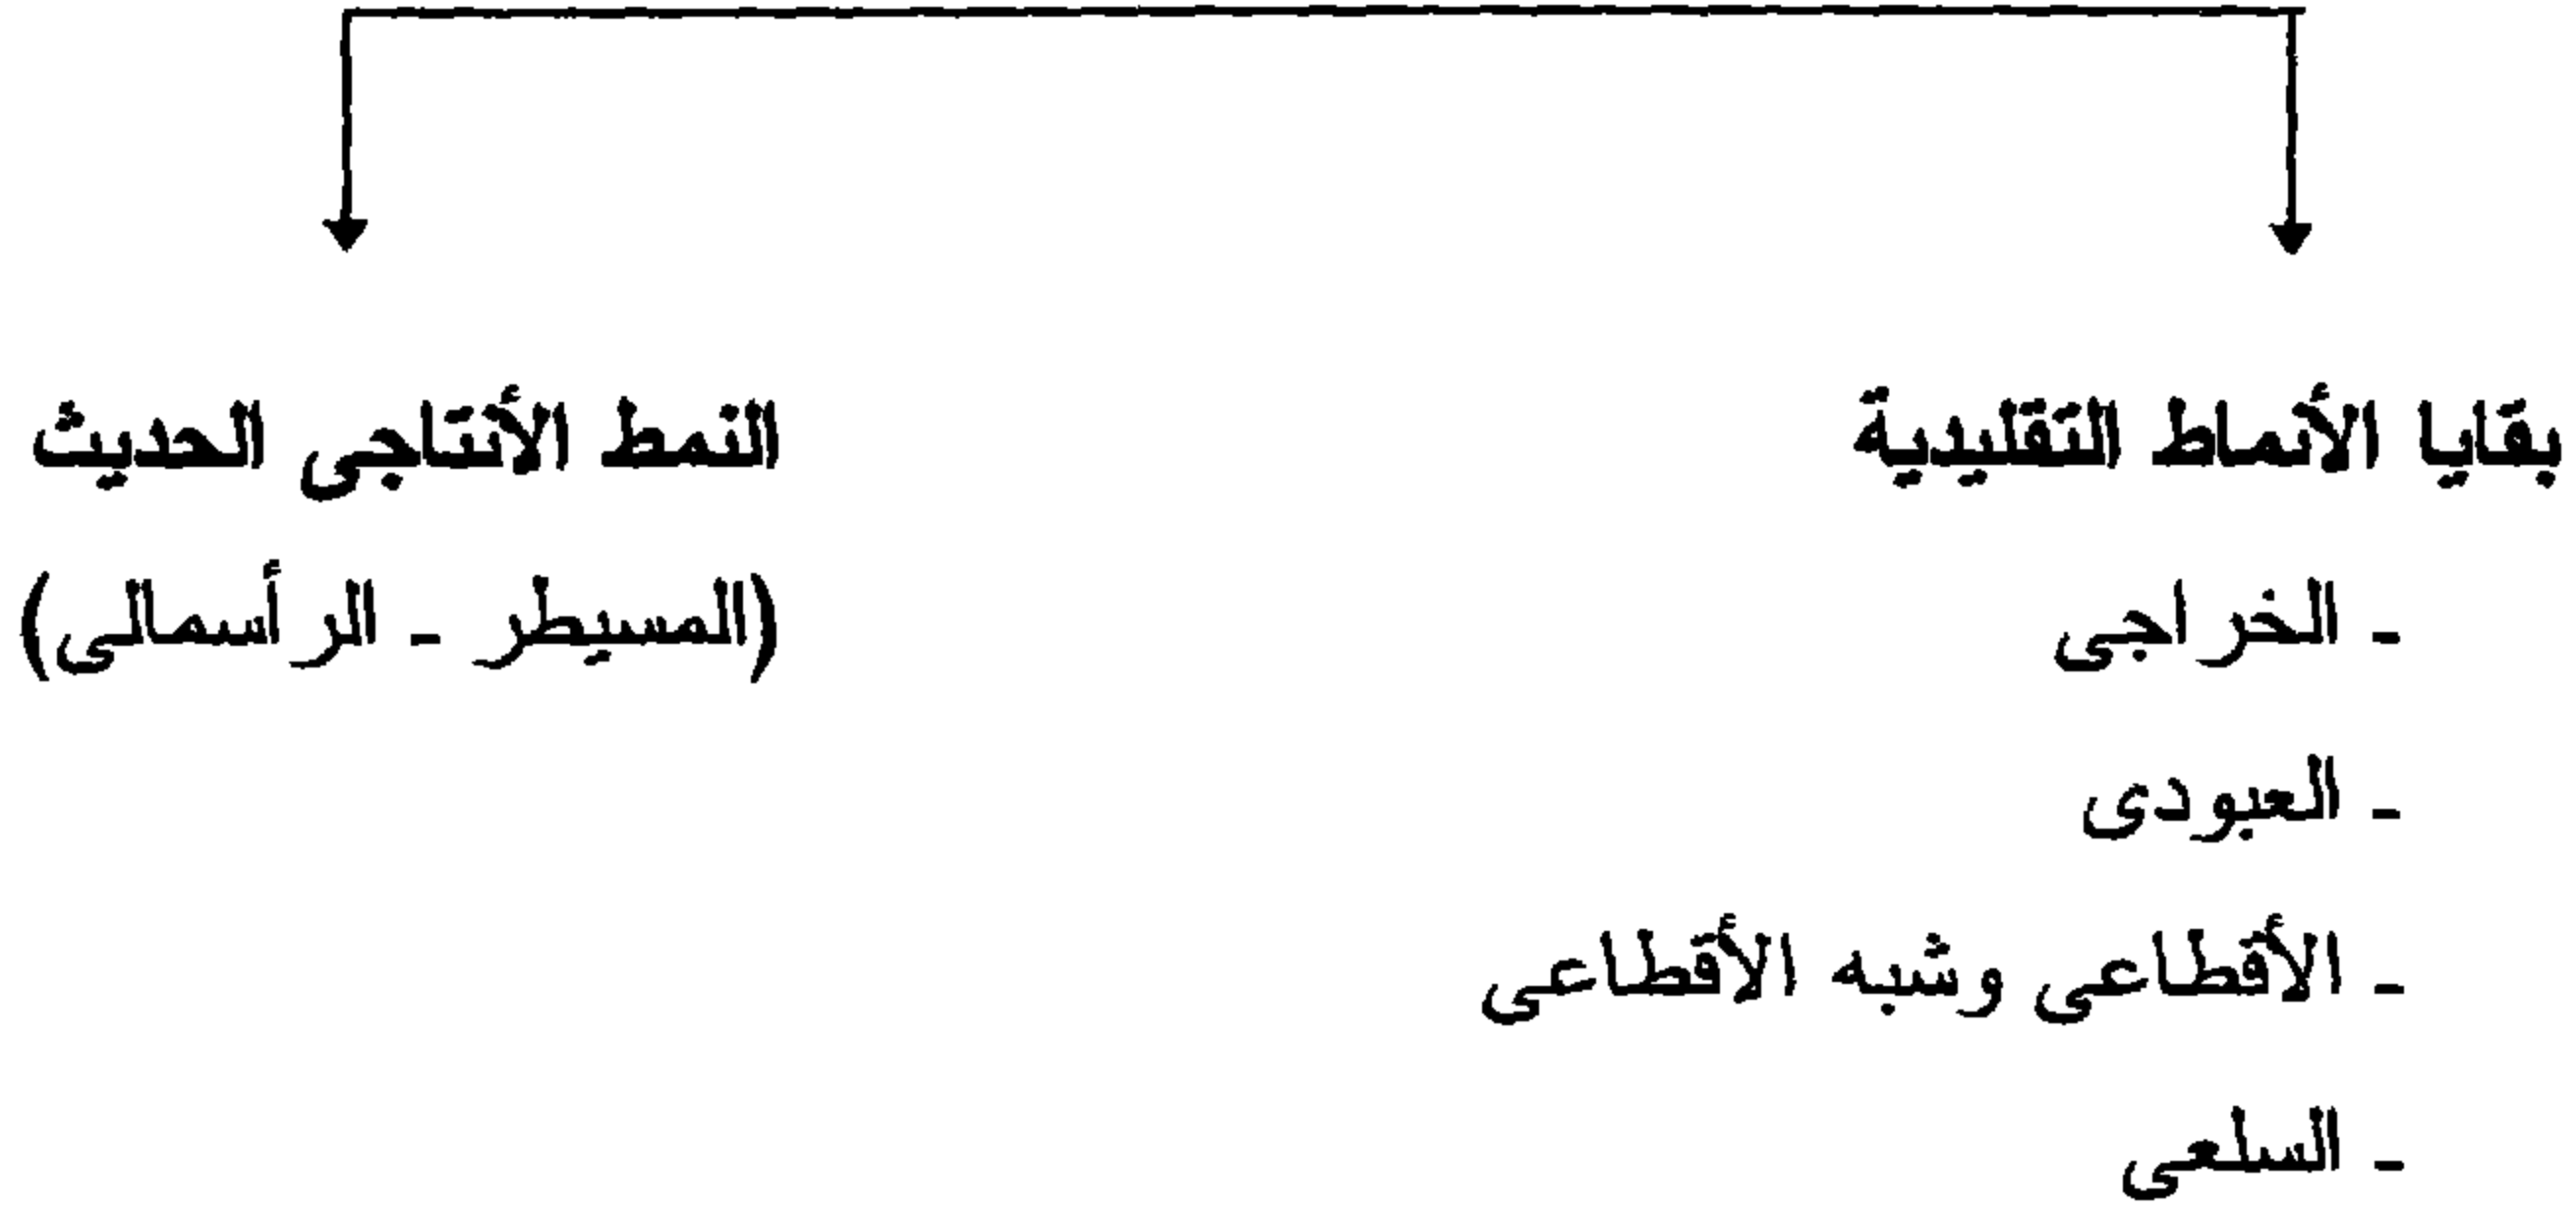 بقايا الأنماط التقليدية
- الخراجى
- العبودى
- الأقطاعى وشبه الأقطاعى
- السلعى
النمط الأنتاجى الحديث
(المسيطر - الرأسمالى)